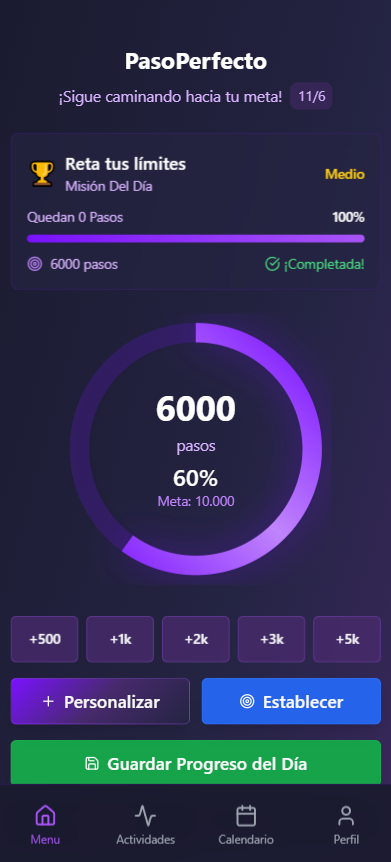 PasoPerfecto
¡Sigue caminando hacia tu meta! 11/6
Reta tus límites
Misión Del Día
Medio
Quedan 0 Pasos 100%
6000 pasos ¡Completada!
6000
pasos
60%
Meta: 10.000
+500 +1k +2k +3k +5k
+ Personalizar Establecer
Guardar Progreso del Día
Menu Actividades Calendario Perfil